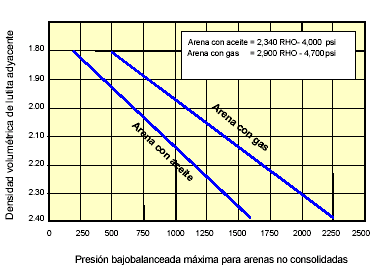 Arena con aceite = 2,340 RHO- 4,000 psi
Arena con gas = 2,900 RHO - 4,700psi
Densidad volumétrica de lutita adyacente
1.80
1.90
2.00
2.10
2.20
2.30
2.40
Arena con gas
Arena con aceite
0 250 500 750 1000 1250 1500 1750 2000 2250 2500
Presión bajobalanceada máxima para arenas no consolidadas